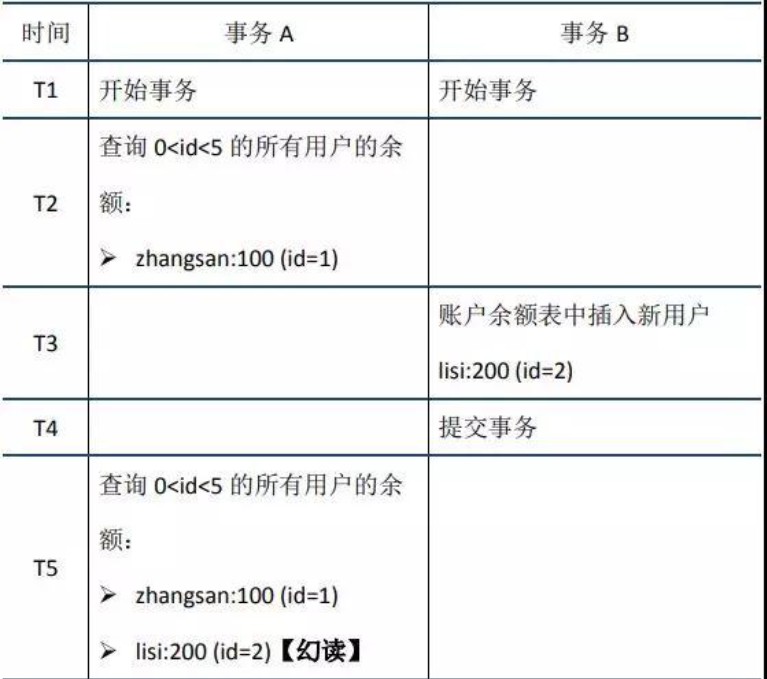 时间 事务 A 事务 B
T1 开始事务 开始事务
查询 0<id<5 的所有用户的余
T2 额：
➢ zhangsan:100 (id=1)
账户余额表中插入新用户
T3
lisi:200 (id=2)
T4 提交事务
查询 0<id<5 的所有用户的余
额：
T5
➢ zhangsan:100 (id=1)
➢ lisi:200 (id=2)【幻读】